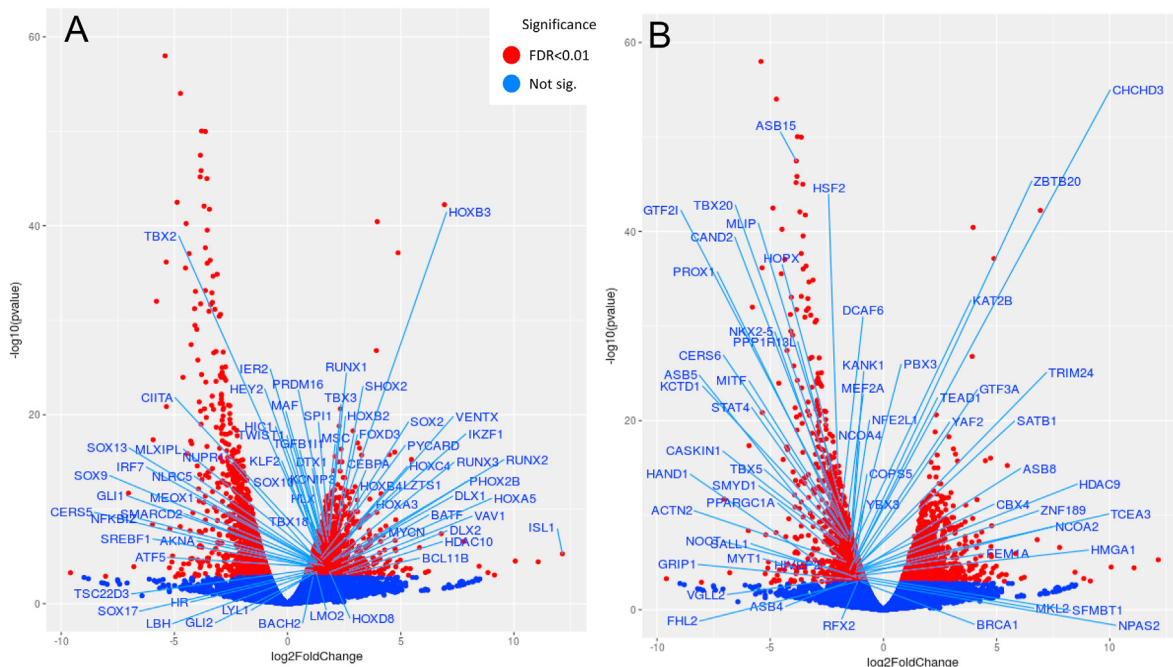 A
Significance
FDR<0.01
Not sig.
60
40
20
0
-log10(pvalue)
HOXB3
TBX2
IER2
RUNX1
HEY2
PRDM16
SHOX2
CIITA
MAF
TBX3
SPI1
HOXB2
SOX2
VENTX
HIC1
TWIST1
FOXD3
IKZF1
SOX13
MLXIPL
TGFB1I1
MSC
PYCARD
NUPR1
KLF2
DTX1
CEBPA
HOXC4
RUNX3
RUNX2
IRF7
SOX9
NLRC5
SOX10
KCNIP3
HOXB4
LZTS1
PHOX2B
GLI1
MEOX1
HLX
HOXA3
DLX1
HOXA5
CERS5
NFKBIZ
SMARCD2
TBX18
BATF
VAV1
ISL1
SREBF1
AKNA
MYCN
DLX2
HDAC10
ATF5
BCL11B
TSC22D3
SOX17
HR
LYL1
LMO2
HOXD8
LBH
GLI2
BACH2
-10
-5
0
5
10
log2FoldChange
B
60
40
20
0
-log10(pvalue)
CHCHD3
ASB15
ZBTB20
HSF2
GTF2I
TBX20
MLIP
CAND2
HOPX
PROX1
KAT2B
DCAF6
NKX2-5
PPP1R13L
CERS6
KANK1
PBX3
ASB5
KCTD1
MITF
MEF2A
TEAD1
GTF3A
TRIM24
STAT4
NFE2L1
YAF2
SATB1
NCOA4
CASKIN1
HAND1
TBX5
COPS5
ASB8
SMYD1
HDAC9
PPARGC1A
YBX3
CBX4
ZNF189
TCEA3
ACTN2
NCOA2
SALL1
HMGA1
MYT1
FEM1A
GRIP1
VGLL2
ASB4
MKL2
SFMBT1
FHL2
RFX2
BRCA1
NPAS2
-10
-5
0
5
10
log2FoldChange